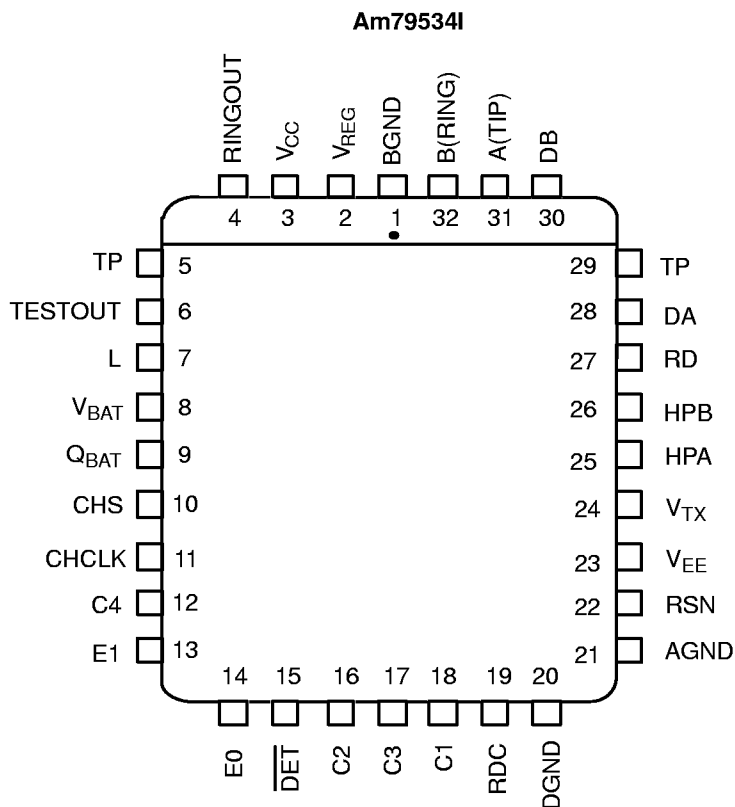 Am79534I
RINGOUT
VCC
VREG
BGND
B(RING)
A(TIP)
DB
4 3 2 1 32 31 30
TP 5 29 TP
TESTOUT 6 28 DA
L 7 27 RD
VBAT 8 26 HPB
QBAT 9 25 HPA
CHS 10 24 VTX
CHCLK 11 23 VEE
C4 12 22 RSN
E1 13 21 AGND
14 15 16 17 18 19 20
E0
DET
C2
C3
C1
RDC
DGND